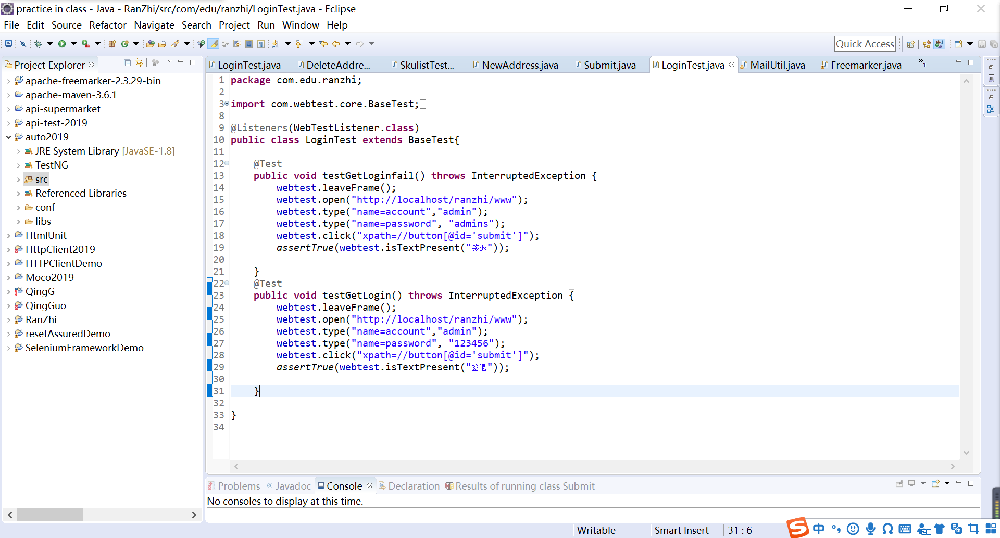 practice in class - Java - RanZhi/src/com/edu/ranzhi/LoginTest.java - Eclipse
File Edit Source Refactor Navigate Search Project Run Window Help
Quick Access
Project Explorer
LoginTest.java DeleteAddre... SkulistTest... NewAddress.java Submit.java LoginTest.java MailUtil.java Freemarker.java »1
apache-freemarker-2.3.29-bin
apache-maven-3.6.1
api-supermarket
api-test-2019
auto2019
JRE System Library [JavaSE-1.8]
TestNG
src
Referenced Libraries
conf
libs
HtmlUnit
HttpClient2019
HTTPClientDemo
Moco2019
QingG
QingGuo
RanZhi
resetAssuredDemo
SeleniumFrameworkDemo
1 package com.edu.ranzhi;
2
3 import com.webtest.core.BaseTest;
8
9 @Listeners(WebTestListener.class)
10 public class LoginTest extends BaseTest{
11
12 @Test
13 public void testGetLoginfail() throws InterruptedException {
14 webtest.leaveFrame();
15 webtest.open("http://localhost/ranzhi/www");
16 webtest.type("name=account","admin");
17 webtest.type("name=password", "admins");
18 webtest.click("xpath=//button[@id='submit']");
19 assertTrue(webtest.isTextPresent("签退"));
20
21 }
22 @Test
23 public void testGetLogin() throws InterruptedException {
24 webtest.leaveFrame();
25 webtest.open("http://localhost/ranzhi/www");
26 webtest.type("name=account","admin");
27 webtest.type("name=password", "123456");
28 webtest.click("xpath=//button[@id='submit']");
29 assertTrue(webtest.isTextPresent("签退"));
30
31 }
32
33 }
34
Problems Javadoc Console Declaration Results of running class Submit
No consoles to display at this time.
Writable Smart Insert 31 : 6
中